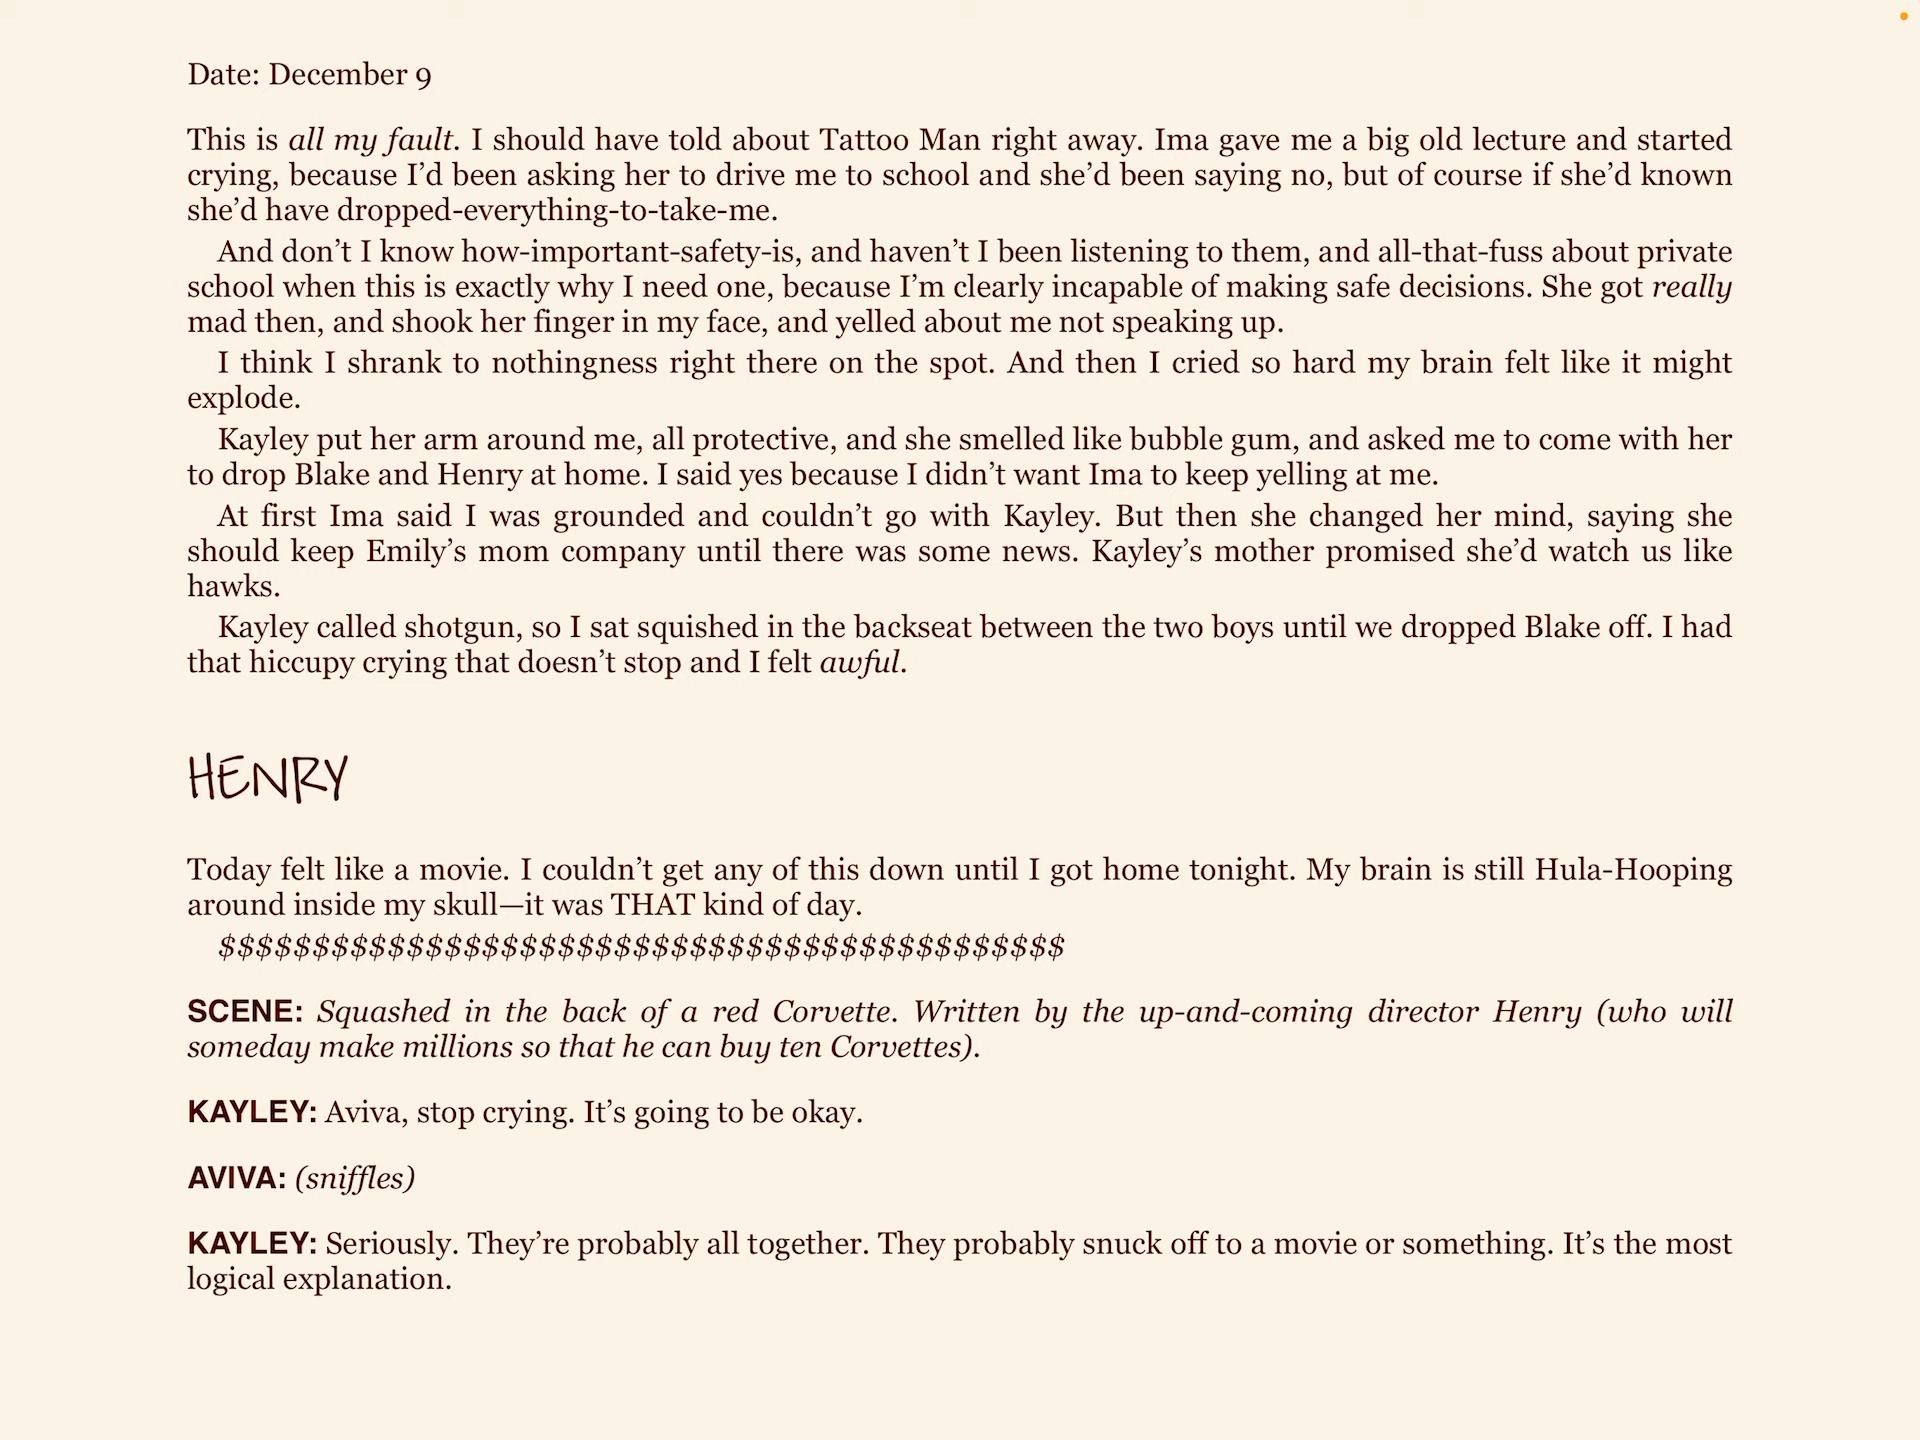 Date: December 9
This is all my fault. I should have told about Tattoo Man right away. Ima gave me a big old lecture and started
crying, because I’d been asking her to drive me to school and she’d been saying no, but of course if she’d known
she’d have dropped-everything-to-take-me.
And don’t I know how-important-safety-is, and haven’t I been listening to them, and all-that-fuss about private
school when this is exactly why I need one, because I’m clearly incapable of making safe decisions. She got really
mad then, and shook her finger in my face, and yelled about me not speaking up.
I think I shrank to nothingness right there on the spot. And then I cried so hard my brain felt like it might
explode.
Kayley put her arm around me, all protective, and she smelled like bubble gum, and asked me to come with her
to drop Blake and Henry at home. I said yes because I didn’t want Ima to keep yelling at me.
At first Ima said I was grounded and couldn’t go with Kayley. But then she changed her mind, saying she
should keep Emily’s mom company until there was some news. Kayley’s mother promised she’d watch us like
hawks.
Kayley called shotgun, so I sat squished in the backseat between the two boys until we dropped Blake off. I had
that hiccupy crying that doesn’t stop and I felt awful.
HENRY
Today felt like a movie. I couldn’t get any of this down until I got home tonight. My brain is still Hula-Hooping
around inside my skull—it was THAT kind of day.
$$$$$$$$$$$$$$$$$$$$$$$$$$$$$$$$$$$$$$$$$$$$$
SCENE: Squashed in the back of a red Corvette. Written by the up-and-coming director Henry (who will
someday make millions so that he can buy ten Corvettes).
KAYLEY: Aviva, stop crying. It’s going to be okay.
AVIVA: (sniffles)
KAYLEY: Seriously. They’re probably all together. They probably snuck off to a movie or something. It’s the most
logical explanation.